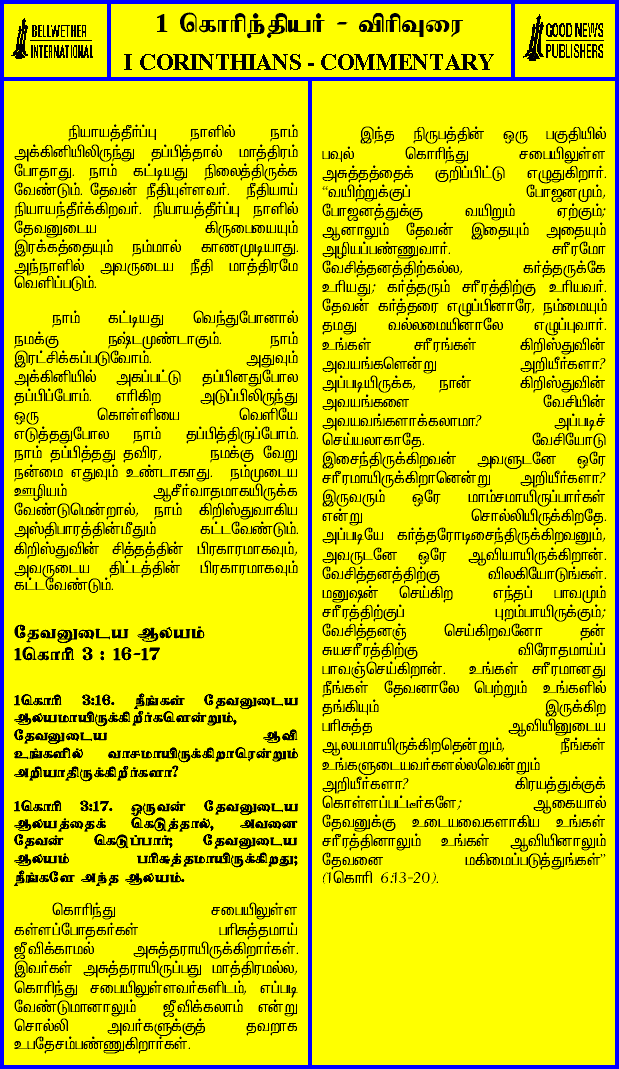 BELLWETHER
INTERNATIONAL
1 கொரிந்தியர் - விரிவுரை
I CORINTHIANS - COMMENTARY
GOOD NEWS
PUBLISHERS
நியாயத்தீர்ப்பு நாளில் நாம்
அக்கினியிலிருந்து தப்பித்தால் மாத்திரம்
போதாது. நாம் கட்டியது நிலைத்திருக்க
வேண்டும். தேவன் நீதியுள்ளவர். நீதியாய்
நியாயந்தீர்க்கிறவர். நியாயத்தீர்ப்பு நாளில்
தேவனுடைய கிருபையையும்
இரக்கத்தையும் நம்மால் காணமுடியாது.
அந்நாளில் அவருடைய நீதி மாத்திரமே
வெளிப்படும்.
நாம் கட்டியது வெந்துபோனால்
நமக்கு நஷ்டமுண்டாகும். நாம்
இரட்சிக்கப்படுவோம். அதுவும்
அக்கினியில் அகப்பட்டு தப்பினதுபோல
தப்பிப்போம். எரிகிற அடுப்பிலிருந்து
ஒரு கொள்ளியை வெளியே
எடுத்ததுபோல நாம் தப்பித்திருப்போம்.
நாம் தப்பித்தது தவிர, நமக்கு வேறு
நன்மை எதுவும் உண்டாகாது. நம்முடைய
ஊழியம் ஆசீர்வாதமாகயிருக்க
வேண்டுமென்றால், நாம் கிறிஸ்துவாகிய
அஸ்திபாரத்தின்மீதும் கட்டவேண்டும்.
கிறிஸ்துவின் சித்தத்தின் பிரகாரமாகவும்,
அவருடைய திட்டத்தின் பிரகாரமாகவும்
கட்டவேண்டும்.
தேவனுடைய ஆலயம்
1கொரி 3 : 16-17
1கொரி 3:16. நீங்கள் தேவனுடைய
ஆலயமாயிருக்கிறீர்களென்றும்,
தேவனுடைய ஆவி
உங்களில் வாசமாயிருக்கிறாரென்றும்
அறியாதிருக்கிறீர்களா?
1கொரி 3:17. ஒருவன் தேவனுடைய
ஆலயத்தைக் கெடுத்தால், அவனை
தேவன் கெடுப்பார்; தேவனுடைய
ஆலயம் பரிசுத்தமாயிருக்கிறது;
நீங்களே அந்த ஆலயம்.
கொரிந்து சபையிலுள்ள
கள்ளப்போதகர்கள் பரிசுத்தமாய்
ஜீவிக்காமல் அசுத்தராயிருக்கிறார்கள்.
இவர்கள் அசுத்தராயிருப்பது மாத்திரமல்ல,
கொரிந்து சபையிலுள்ளவர்களிடம், எப்படி
வேண்டுமானாலும் ஜீவிக்கலாம் என்று
சொல்லி அவர்களுக்குத் தவறாக
உபதேசம்பண்ணுகிறார்கள்.
இந்த நிருபத்தின் ஒரு பகுதியில்
பவுல் கொரிந்து சபையிலுள்ள
அசுத்தத்தைக் குறிப்பிட்டு எழுதுகிறார்.
“வயிற்றுக்குப் போஜனமும்,
போஜனத்துக்கு வயிறும் ஏற்கும்;
ஆனாலும் தேவன் இதையும் அதையும்
அழியப்பண்ணுவார். சரீரமோ
வேசித்தனத்திற்கல்ல, கர்த்தருக்கே
உரியது; கர்த்தரும் சரீரத்திற்கு உரியவர்.
தேவன் கர்த்தரை எழுப்பினாரே, நம்மையும்
தமது வல்லமையினாலே எழுப்புவார்.
உங்கள் சரீரங்கள் கிறிஸ்துவின்
அவயங்களென்று அறியீர்களா?
அப்படியிருக்க, நான் கிறிஸ்துவின்
அவயங்களை வேசியின்
அவயவங்களாக்கலாமா? அப்படிச்
செய்யலாகாதே. வேசியோடு
இசைந்திருக்கிறவன் அவளுடனே ஒரே
சரீரமாயிருக்கிறானென்று அறியீர்களா?
இருவரும் ஒரே மாம்சமாயிருப்பார்கள்
என்று சொல்லியிருக்கிறதே.
அப்படியே கர்த்தரோடிசைந்திருக்கிறவனும்,
அவருடனே ஒரே ஆவியாயிருக்கிறான்.
வேசித்தனத்திற்கு விலகியோடுங்கள்.
மனுஷன் செய்கிற எந்தப் பாவமும்
சரீரத்திற்குப் புறம்பாயிருக்கும்;
வேசித்தனஞ் செய்கிறவனோ தன்
சுயசரீரத்திற்கு விரோதமாய்ப்
பாவஞ்செய்கிறான். உங்கள் சரீரமானது
நீங்கள் தேவனாலே பெற்றும் உங்களில்
தங்கியும் இருக்கிற
பரிசுத்த ஆவியினுடைய
ஆலயமாயிருக்கிறதென்றும், நீங்கள்
உங்களுடையவர்களல்லவென்றும்
அறியீர்களா? கிரயத்துக்குக்
கொள்ளப்பட்டீர்களே; ஆகையால்
தேவனுக்கு உடையவைகளாகிய உங்கள்
சரீரத்தினாலும் உங்கள் ஆவியினாலும்
தேவனை மகிமைப்படுத்துங்கள்”
(1கொரி 6:13-20).